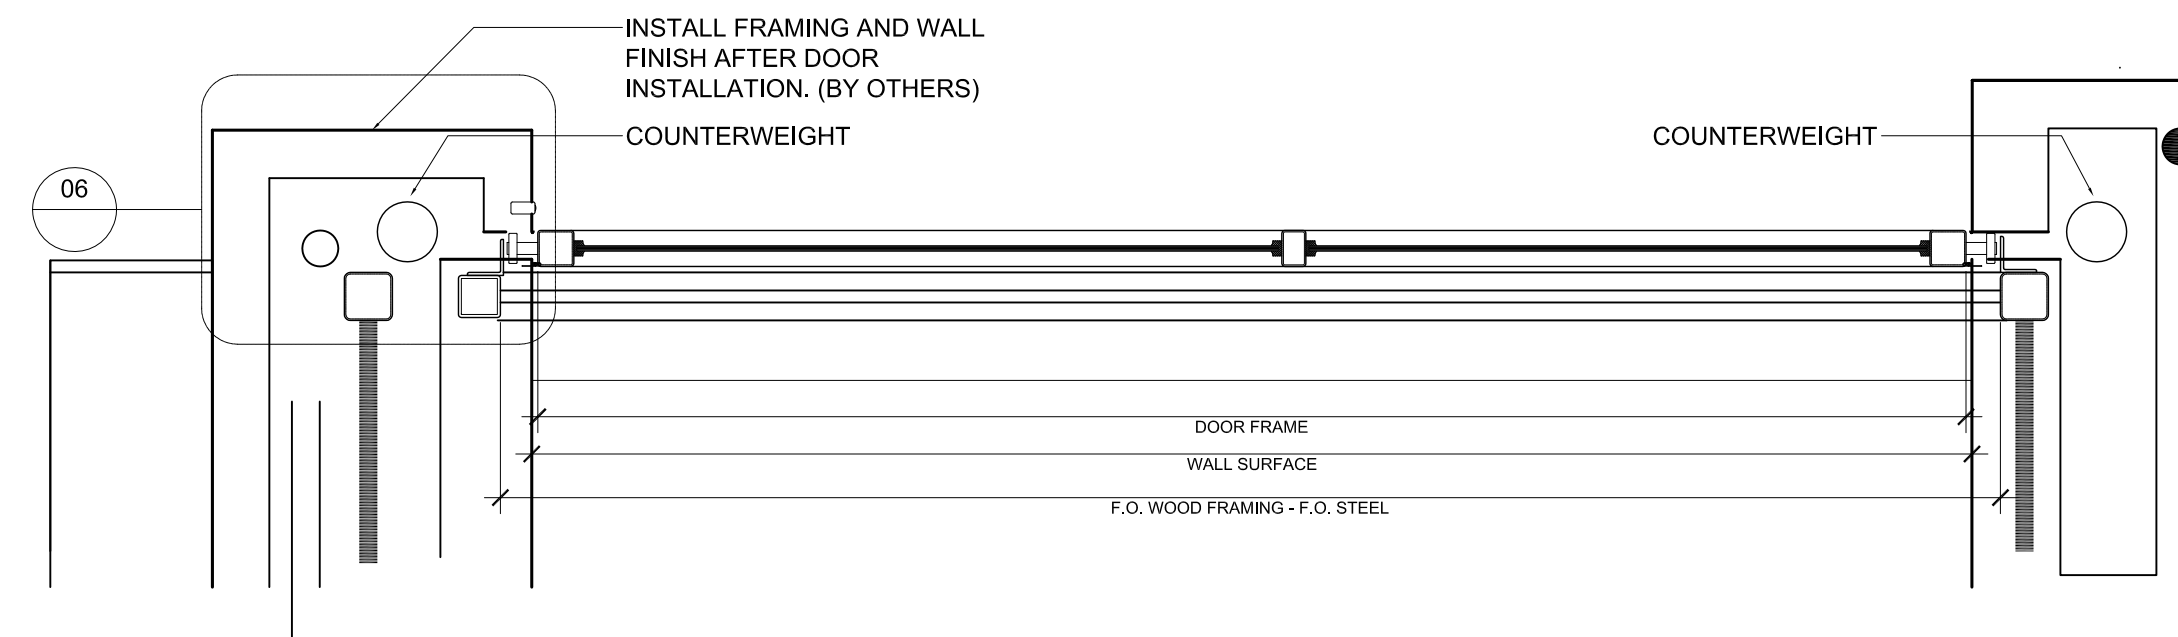 INSTALL FRAMING AND WALL
FINISH AFTER DOOR
INSTALLATION. (BY OTHERS)
COUNTERWEIGHT
COUNTERWEIGHT
06
DOOR FRAME
WALL SURFACE
F.O. WOOD FRAMING - F.O. STEEL